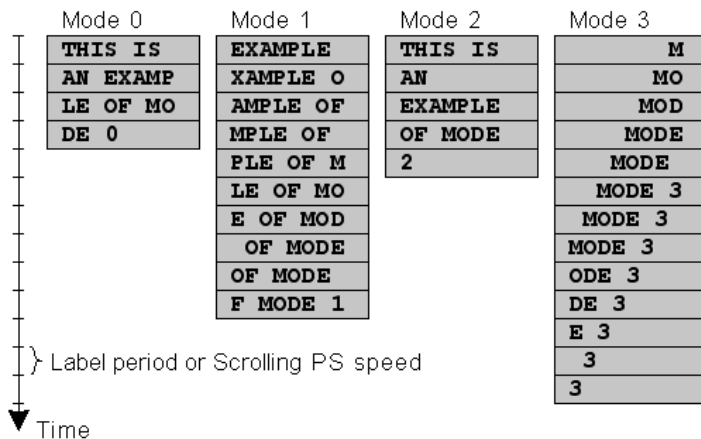 Mode 0
THIS IS
AN EXAMP
LE OF MO
DE 0
Mode 1
EXAMPLE
XAMPLE O
AMPLE OF
MPLE OF
PLE OF M
LE OF MO
E OF MOD
OF MODE
OF MODE
F MODE 1
Mode 2
THIS IS
AN
EXAMPLE
OF MODE
2
Mode 3
M
MO
MOD
MODE
MODE
MODE 3
MODE 3
MODE 3
ODE 3
DE 3
E 3
3
3
} Label period or Scrolling PS speed
Time